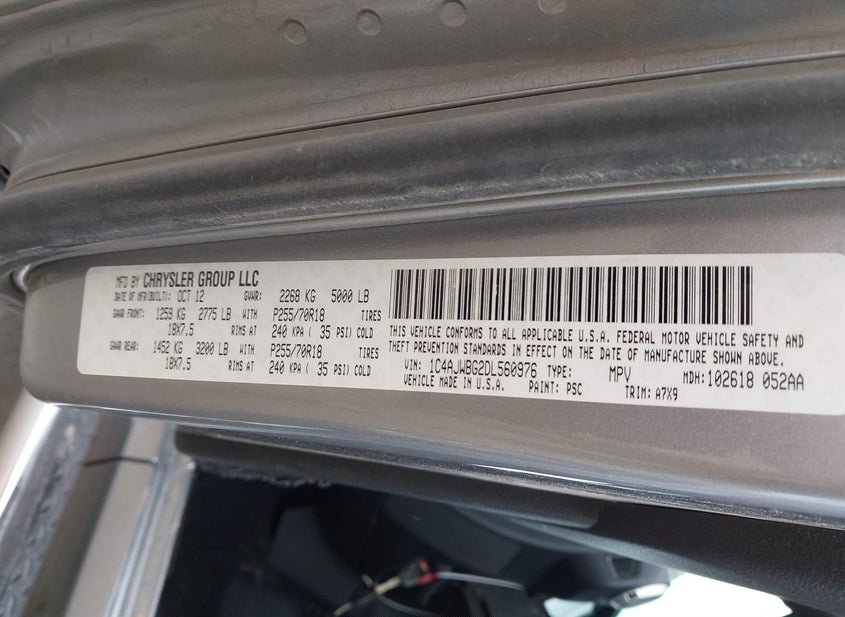 MFD BY CHRYSLER GROUP LLC
DATE OF MFR(BUILT): OCT 12 GVWR: 2268 KG 5000 LB
GAWR FRONT: 1259 KG 2775 LB WITH P255/70R18 TIRES
18X7.5 RIMS AT 240 KPA ( 35 PSI) COLD
GAWR REAR: 1452 KG 3200 LB WITH P255/70R18 TIRES
18X7.5 RIMS AT 240 KPA ( 35 PSI) COLD
THIS VEHICLE CONFORMS TO ALL APPLICABLE U.S.A. FEDERAL MOTOR VEHICLE SAFETY AND
THEFT PREVENTION STANDARDS IN EFFECT ON THE DATE OF MANUFACTURE SHOWN ABOVE.
VIN: 1C4AJWBG2DL560976 TYPE: MPV MDH:102618 052AA
VEHICLE MADE IN U.S.A. PAINT: PSC TRIM: A7X9